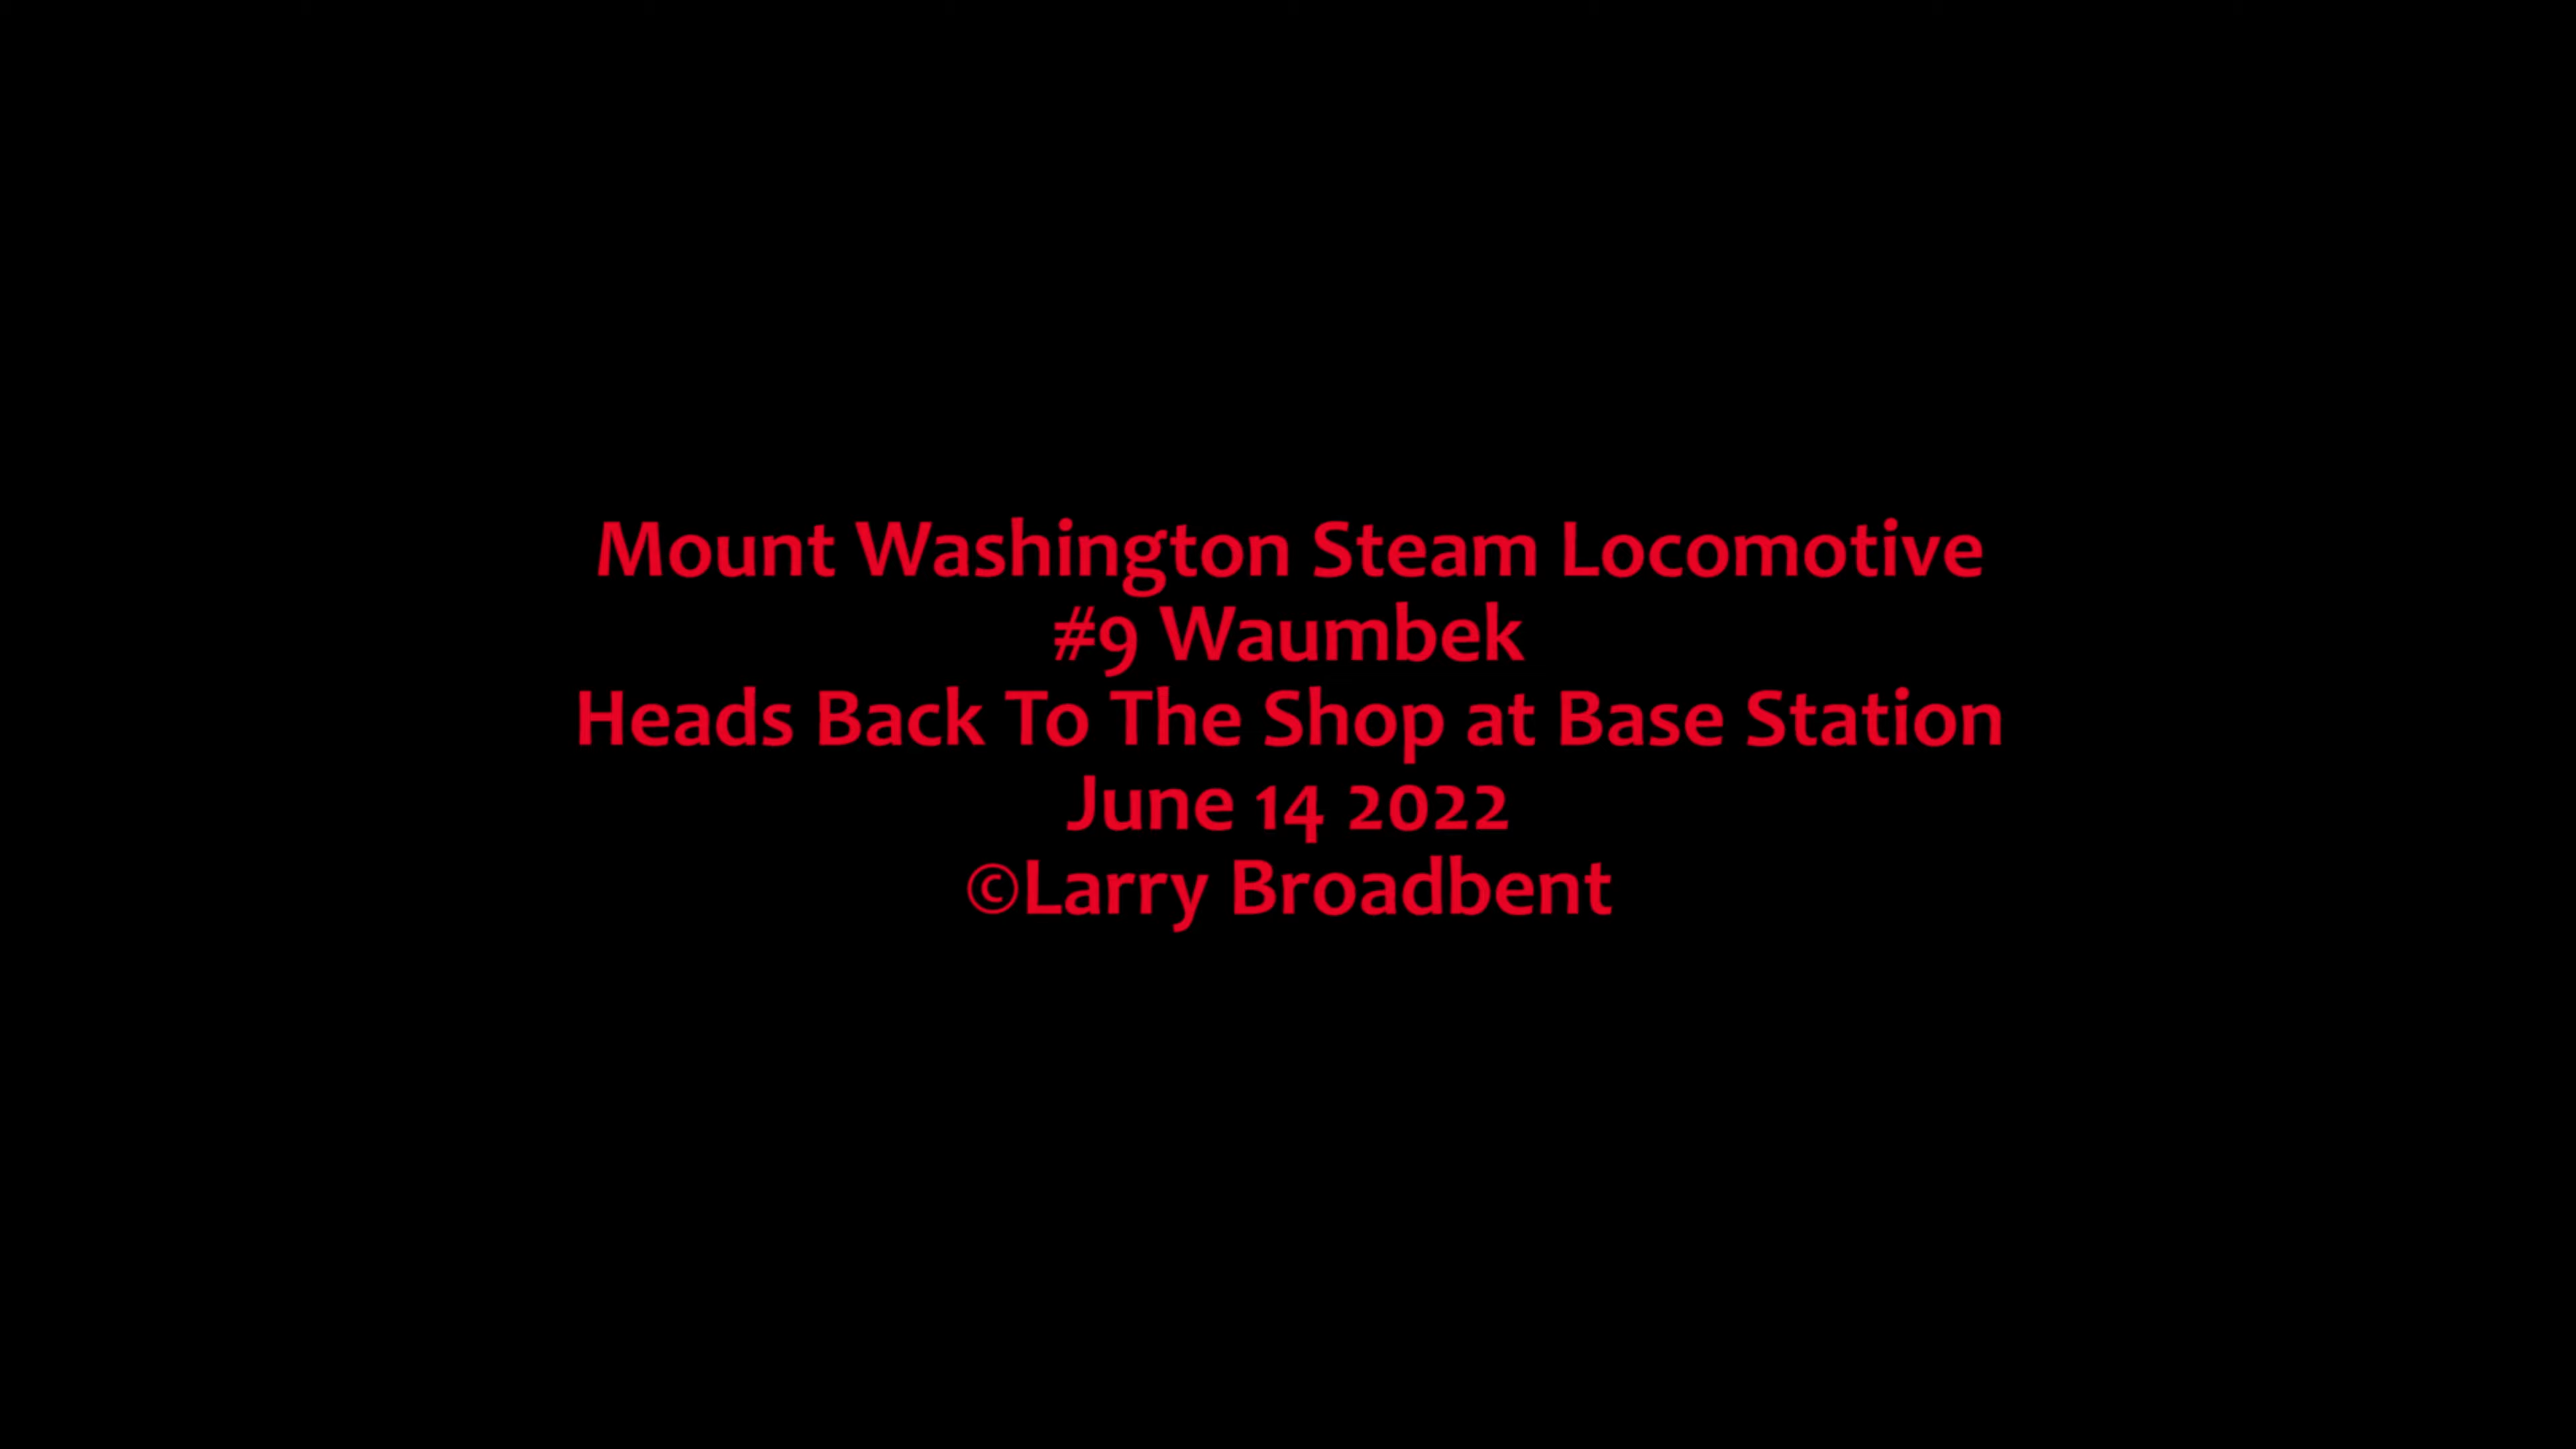 Mount Washington Steam Locomotive
#9 Waumbek
Heads Back To The Shop at Base Station
June 14 2022
©Larry Broadbent